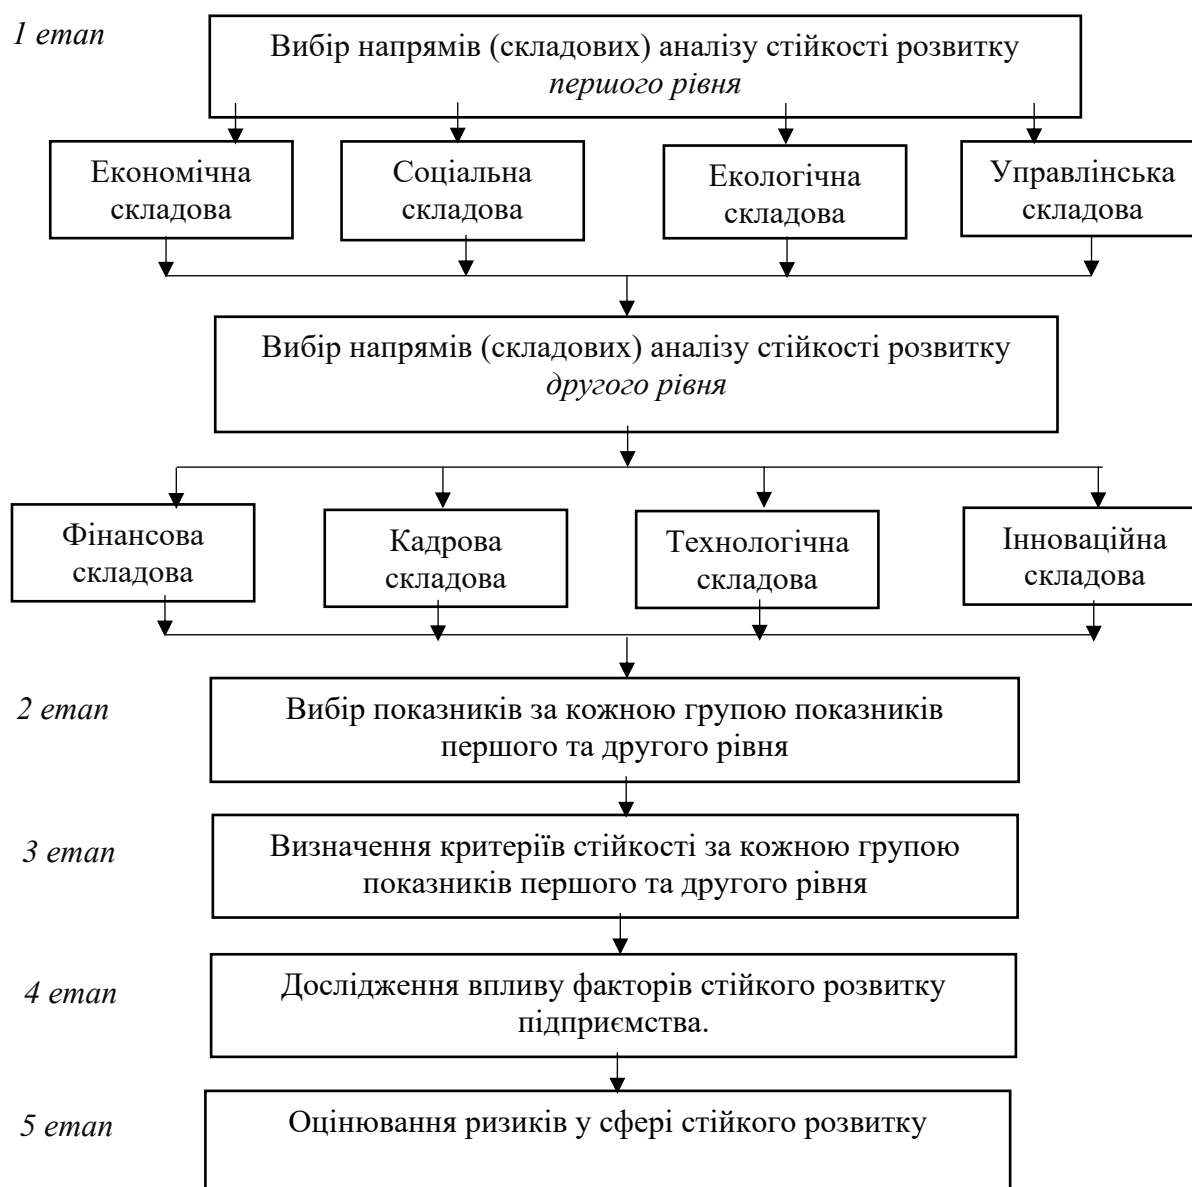 1 етап
Вибір напрямів (складових) аналізу стійкості розвитку
першого рівня
Економічна
складова
Соціальна
складова
Екологічна
складова
Управлінська
складова
Вибір напрямів (складових) аналізу стійкості розвитку
другого рівня
Фінансова
складова
Кадрова
складова
Технологічна
складова
Інноваційна
складова
2 етап
Вибір показників за кожною групою показників
першого та другого рівня
3 етап
Визначення критеріїв стійкості за кожною групою
показників першого та другого рівня
4 етап
Дослідження впливу факторів стійкого розвитку
підприємства.
5 етап
Оцінювання ризиків у сфері стійкого розвитку